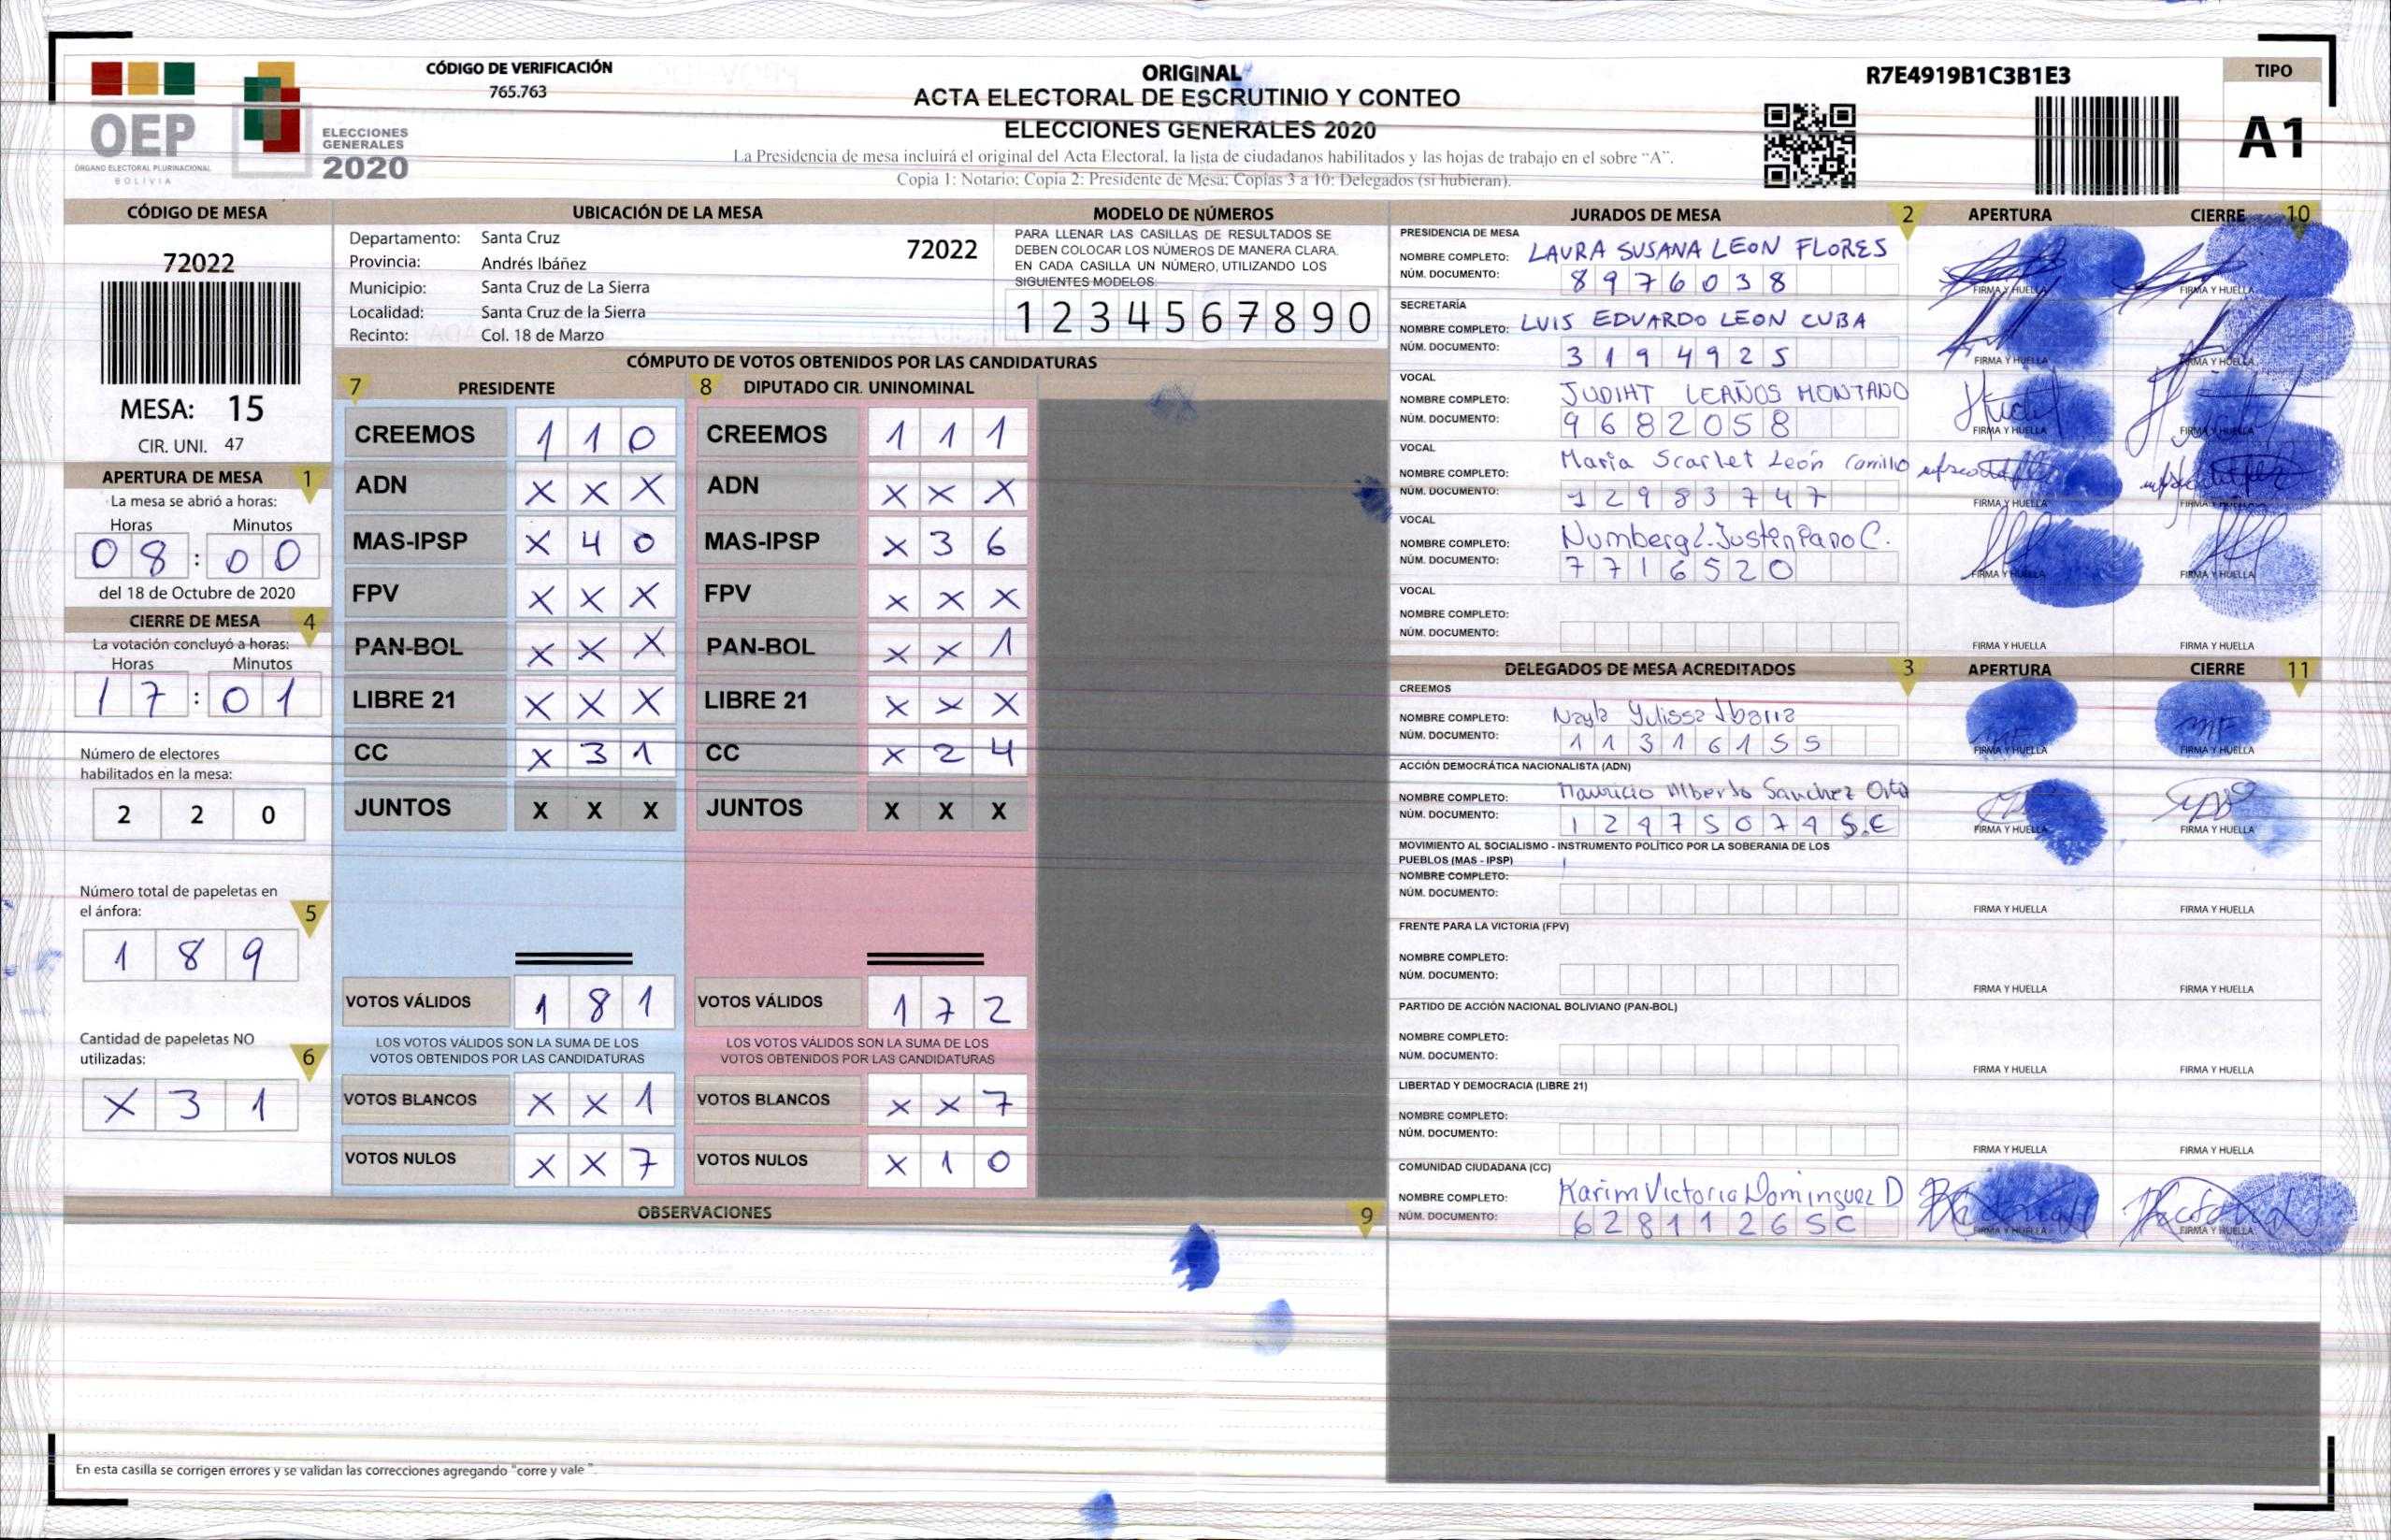 CÓDIGO DE VERIFICACIÓN
765.763
ORIGINAL
ACTA ELECTORAL DE ESCRUTINIO Y CONTEO
ELECCIONES GENERALES 2020
La Presidencia de mesa incluirá el original del Acta Electoral, la lista de ciudadanos habilitados y las hojas de trabajo en el sobre "A".
Copia 1: Notario; Copia 2: Presidente de Mesa; Copias 3 a 10: Delegados (si hubieran).
R7E4919B1C3B1E3
TIPO
A1
OEP
ÓRGANO ELECTORAL PLURINACIONAL
BOLIVIA
ELECCIONES
GENERALES
2020
CÓDIGO DE MESA
72022
MESA: 15
CIR. UNI. 47
APERTURA DE MESA 1
La mesa se abrió a horas:
Horas Minutos
08:00
del 18 de Octubre de 2020
CIERRE DE MESA 4
La votación concluyó a horas:
Horas Minutos
17:01
Número de electores
habilitados en la mesa:
2 2 0
Número total de papeletas en
el ánfora: 5
1 8 9
Cantidad de papeletas NO
utilizadas: 6
X 3 1
UBICACIÓN DE LA MESA
Departamento: Santa Cruz 72022
Provincia: Andrés Ibáñez
Municipio: Santa Cruz de La Sierra
Localidad: Santa Cruz de la Sierra
Recinto: Col. 18 de Marzo
MODELO DE NÚMEROS
PARA LLENAR LAS CASILLAS DE RESULTADOS SE
DEBEN COLOCAR LOS NÚMEROS DE MANERA CLARA.
EN CADA CASILLA UN NÚMERO, UTILIZANDO LOS
SIGUIENTES MODELOS:
1 2 3 4 5 6 7 8 9 0
CÓMPUTO DE VOTOS OBTENIDOS POR LAS CANDIDATURAS
7 PRESIDENTE 8 DIPUTADO CIR. UNINOMINAL
CREEMOS 1 1 0 CREEMOS 1 1 1
ADN X X X ADN X X X
MAS-IPSP X 4 0 MAS-IPSP X 3 6
FPV X X X FPV X X X
PAN-BOL X X X PAN-BOL X X 1
LIBRE 21 X X X LIBRE 21 X X X
CC X 3 1 CC X 2 4
JUNTOS X X X JUNTOS X X X
VOTOS VÁLIDOS 1 8 1 VOTOS VÁLIDOS 1 7 2
LOS VOTOS VÁLIDOS SON LA SUMA DE LOS LOS VOTOS VÁLIDOS SON LA SUMA DE LOS
VOTOS OBTENIDOS POR LAS CANDIDATURAS VOTOS OBTENIDOS POR LAS CANDIDATURAS
VOTOS BLANCOS X X 1 VOTOS BLANCOS X X 7
VOTOS NULOS X X 7 VOTOS NULOS X 1 0
OBSERVACIONES 9
En esta casilla se corrigen errores y se validan las correcciones agregando "corre y vale".
JURADOS DE MESA 2 APERTURA CIERRE 10
PRESIDENCIA DE MESA
NOMBRE COMPLETO: LAURA SUSANA LEON FLORES
NÚM. DOCUMENTO: 8976038 FIRMA Y HUELLA FIRMA Y HUELLA
SECRETARÍA
NOMBRE COMPLETO: LUIS EDUARDO LEON CUBA
NÚM. DOCUMENTO: 3194925 FIRMA Y HUELLA FIRMA Y HUELLA
VOCAL
NOMBRE COMPLETO: JUDIHT LEAÑOS MONTAÑO
NÚM. DOCUMENTO: 9682058 FIRMA Y HUELLA FIRMA Y HUELLA
VOCAL
NOMBRE COMPLETO: Maria Scarlet León Carrillo
NÚM. DOCUMENTO: 12983747 FIRMA Y HUELLA FIRMA Y HUELLA
VOCAL
NOMBRE COMPLETO:
NÚM. DOCUMENTO: 7716520 FIRMA Y HUELLA FIRMA Y HUELLA
VOCAL
NOMBRE COMPLETO:
NÚM. DOCUMENTO: FIRMA Y HUELLA FIRMA Y HUELLA
DELEGADOS DE MESA ACREDITADOS 3 APERTURA CIERRE 11
CREEMOS
NOMBRE COMPLETO: Nayla Yulissa Ibarra
NÚM. DOCUMENTO: 11316155 FIRMA Y HUELLA FIRMA Y HUELLA
ACCIÓN DEMOCRÁTICA NACIONALISTA (ADN)
NOMBRE COMPLETO: Mauricio Alberto Sanchez
NÚM. DOCUMENTO: FIRMA Y HUELLA FIRMA Y HUELLA
MOVIMIENTO AL SOCIALISMO - INSTRUMENTO POLÍTICO POR LA SOBERANIA DE LOS
PUEBLOS (MAS - IPSP)
NOMBRE COMPLETO:
NÚM. DOCUMENTO: FIRMA Y HUELLA FIRMA Y HUELLA
FRENTE PARA LA VICTORIA (FPV)
NOMBRE COMPLETO:
NÚM. DOCUMENTO: FIRMA Y HUELLA FIRMA Y HUELLA
PARTIDO DE ACCIÓN NACIONAL BOLIVIANO (PAN-BOL)
NOMBRE COMPLETO:
NÚM. DOCUMENTO: FIRMA Y HUELLA FIRMA Y HUELLA
LIBERTAD Y DEMOCRACIA (LIBRE 21)
NOMBRE COMPLETO:
NÚM. DOCUMENTO: FIRMA Y HUELLA FIRMA Y HUELLA
COMUNIDAD CIUDADANA (CC)
NOMBRE COMPLETO: Karim Victoria Dominguez D
NÚM. DOCUMENTO: 6281126SC FIRMA Y HUELLA FIRMA Y HUELLA